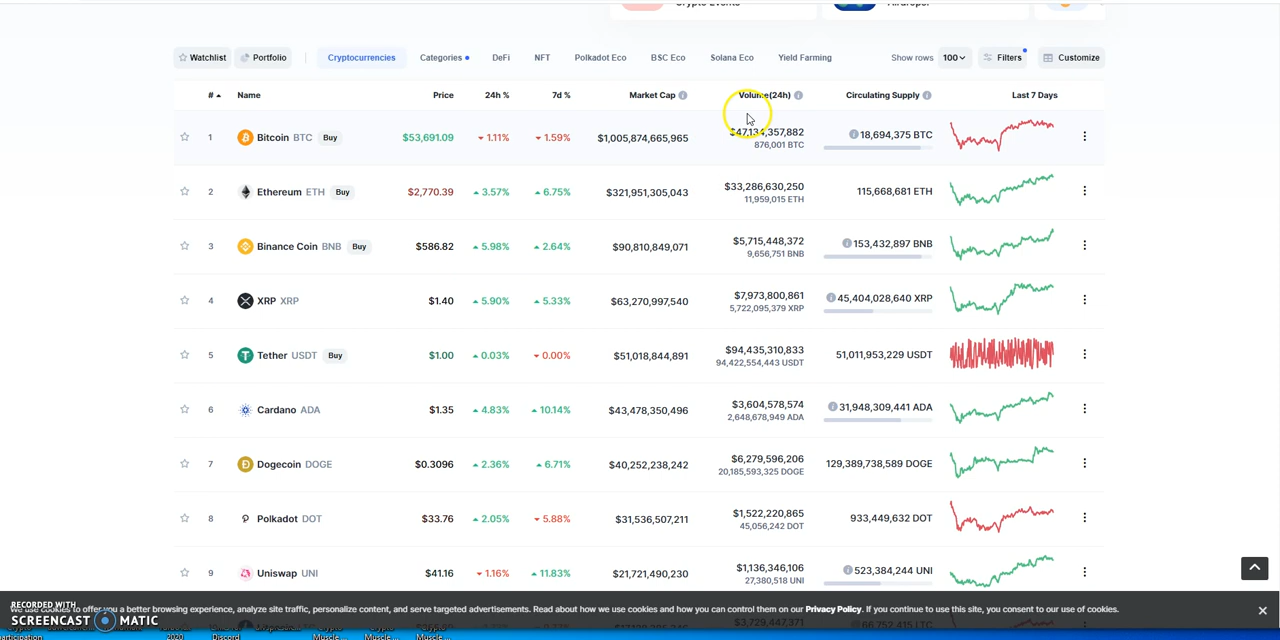 Watchlist Portfolio Cryptocurrencies Categories DeFi NFT Polkadot Eco BSC Eco Solana Eco Yield Farming Show rows 100 Filters Customize
# Name Price 24h % 7d % Market Cap Volume(24h) Circulating Supply Last 7 Days
1 Bitcoin BTC Buy $53,691.09 1.11% 1.59% $1,005,874,665,965 $47,134,357,882 18,694,375 BTC
876,001 BTC
2 Ethereum ETH Buy $2,770.39 3.57% 6.75% $321,951,305,043 $33,286,630,250 115,668,681 ETH
11,959,015 ETH
3 Binance Coin BNB Buy $586.82 5.98% 2.64% $90,810,849,071 $5,715,448,372 153,432,897 BNB
9,656,751 BNB
4 XRP XRP $1.40 5.90% 5.33% $63,270,997,540 $7,973,800,861 45,404,028,640 XRP
5,722,095,379 XRP
5 Tether USDT Buy $1.00 0.03% 0.00% $51,018,844,891 $94,435,310,833 51,011,953,229 USDT
94,422,554,443 USDT
6 Cardano ADA $1.35 4.83% 10.14% $43,478,350,496 $3,604,578,574 31,948,309,441 ADA
2,648,678,949 ADA
7 Dogecoin DOGE $0.3096 2.36% 6.71% $40,252,238,242 $6,279,596,206 129,389,738,589 DOGE
20,185,593,325 DOGE
8 Polkadot DOT $33.76 2.05% 5.88% $31,536,507,211 $1,522,220,865 933,449,632 DOT
45,056,242 DOT
9 Uniswap UNI $41.16 1.16% 11.83% $21,721,490,230 $1,136,346,106 523,384,244 UNI
27,380,518 UNI
RECORDED WITH
We use cookies to offer you a better browsing experience, analyze site traffic, personalize content, and serve targeted advertisements. Read about how we use cookies and how you can control them on our Privacy Policy. If you continue to use this site, you consent to our use of cookies.
SCREENCAST MATIC
2020 Discord Muscle... Muscle... Muscle...